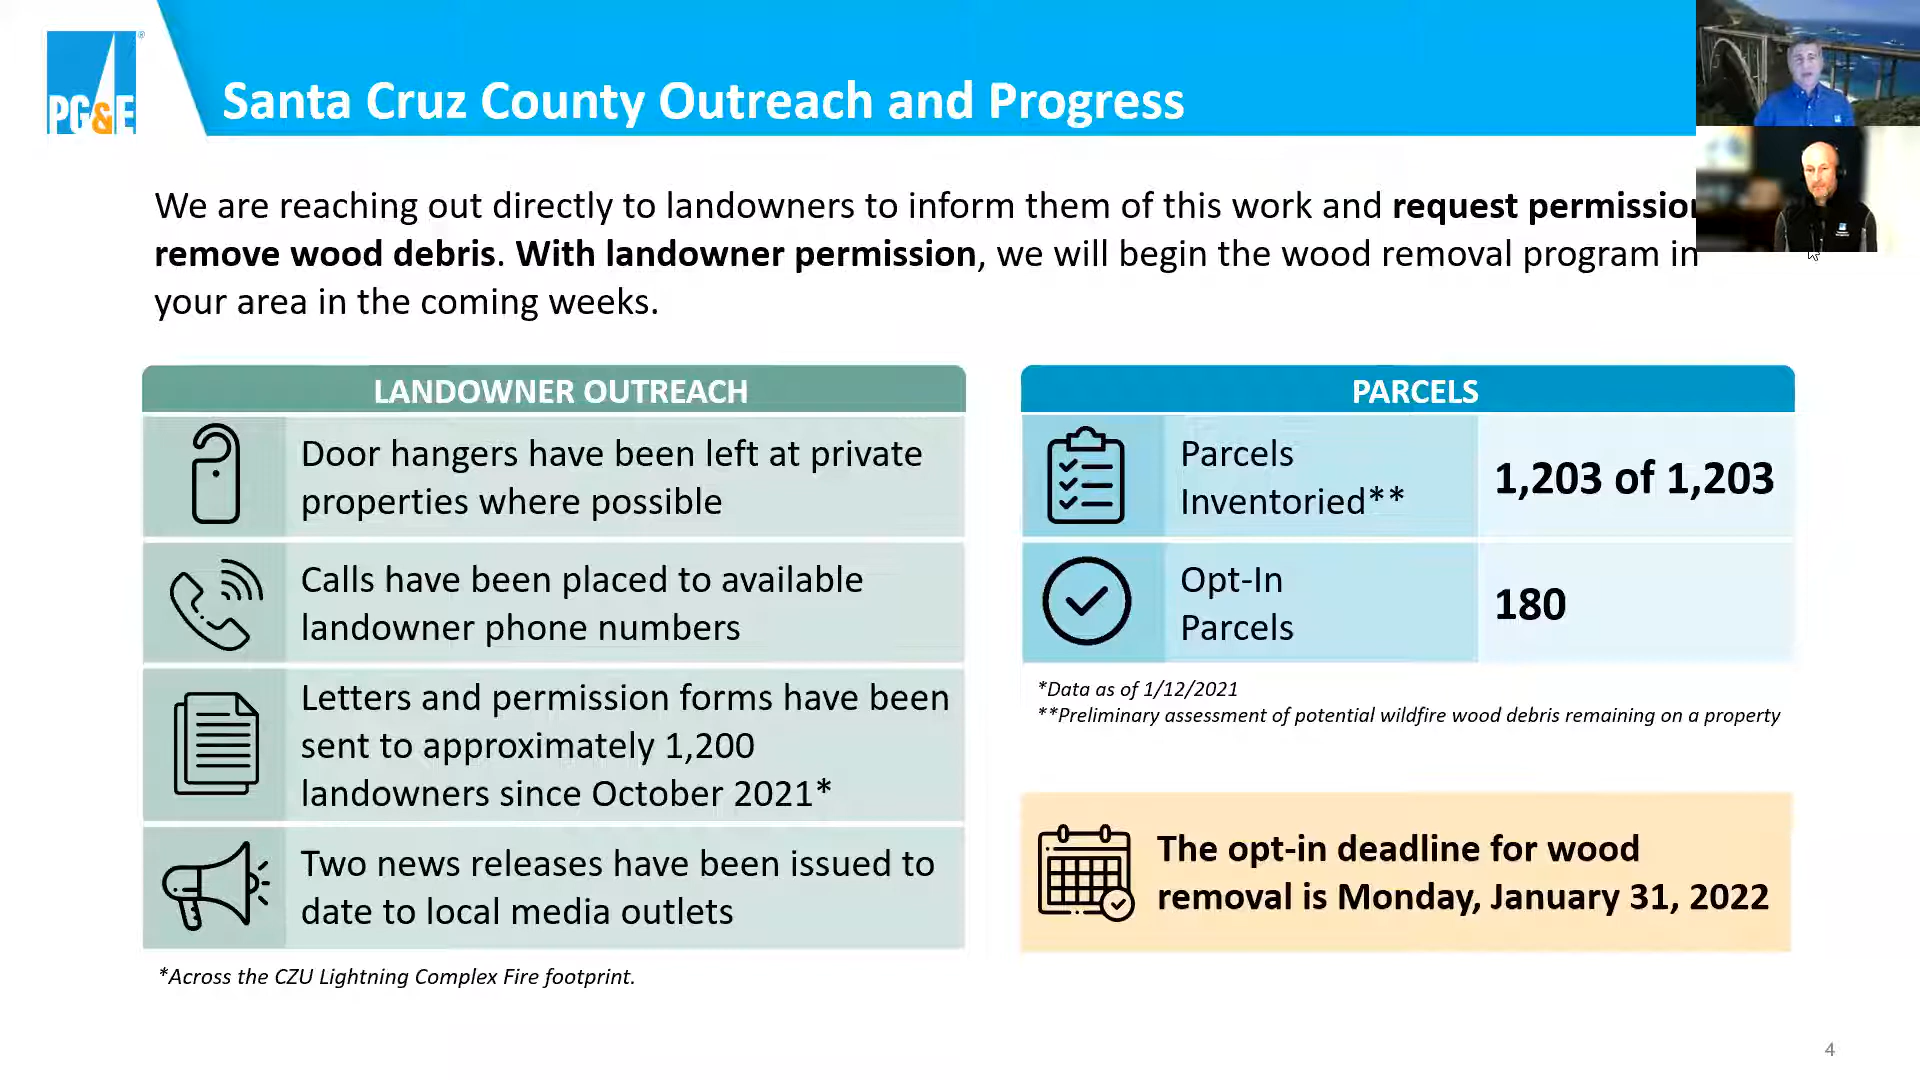 PG&E
®
Santa Cruz County Outreach and Progress
We are reaching out directly to landowners to inform them of this work and request permission
remove wood debris. With landowner permission, we will begin the wood removal program in
your area in the coming weeks.
LANDOWNER OUTREACH
Door hangers have been left at private
properties where possible
Calls have been placed to available
landowner phone numbers
Letters and permission forms have been
sent to approximately 1,200
landowners since October 2021*
Two news releases have been issued to
date to local media outlets
*Across the CZU Lightning Complex Fire footprint.
PARCELS
Parcels
Inventoried**
1,203 of 1,203
Opt-In
Parcels
180
*Data as of 1/12/2021
**Preliminary assessment of potential wildfire wood debris remaining on a property
The opt-in deadline for wood
removal is Monday, January 31, 2022
4